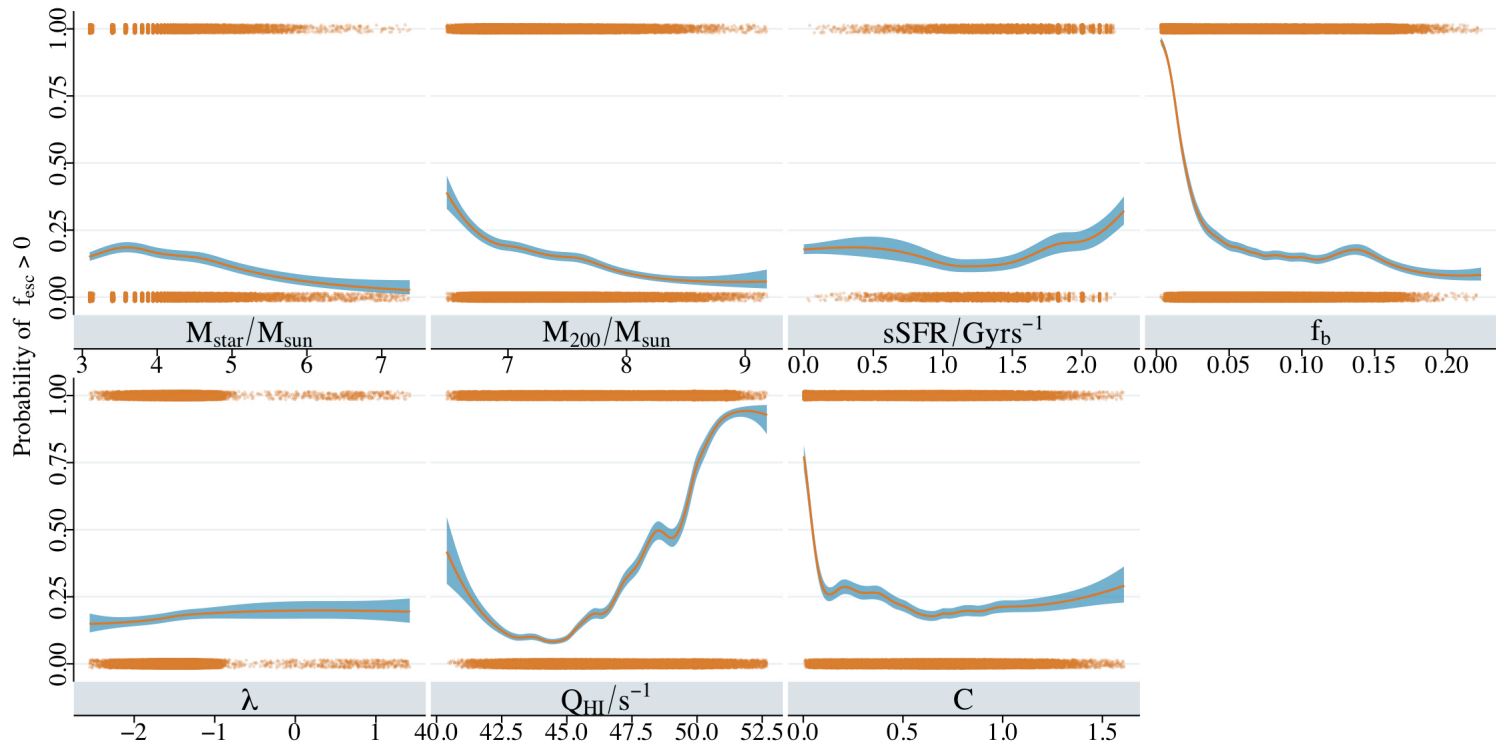 Probability of f_esc > 0
1.00
0.75
0.50
0.25
0.00
M_star/M_sun
M_200/M_sun
sSFR/Gyrs⁻¹
f_b
3 4 5 6 7
7 8 9
0.0 0.5 1.0 1.5 2.0
0.00 0.05 0.10 0.15 0.20
1.00
0.75
0.50
0.25
0.00
λ
Q_HI/s⁻¹
C
−2 −1 0 1
40.0 42.5 45.0 47.5 50.0 52.5
0.0 0.5 1.0 1.5